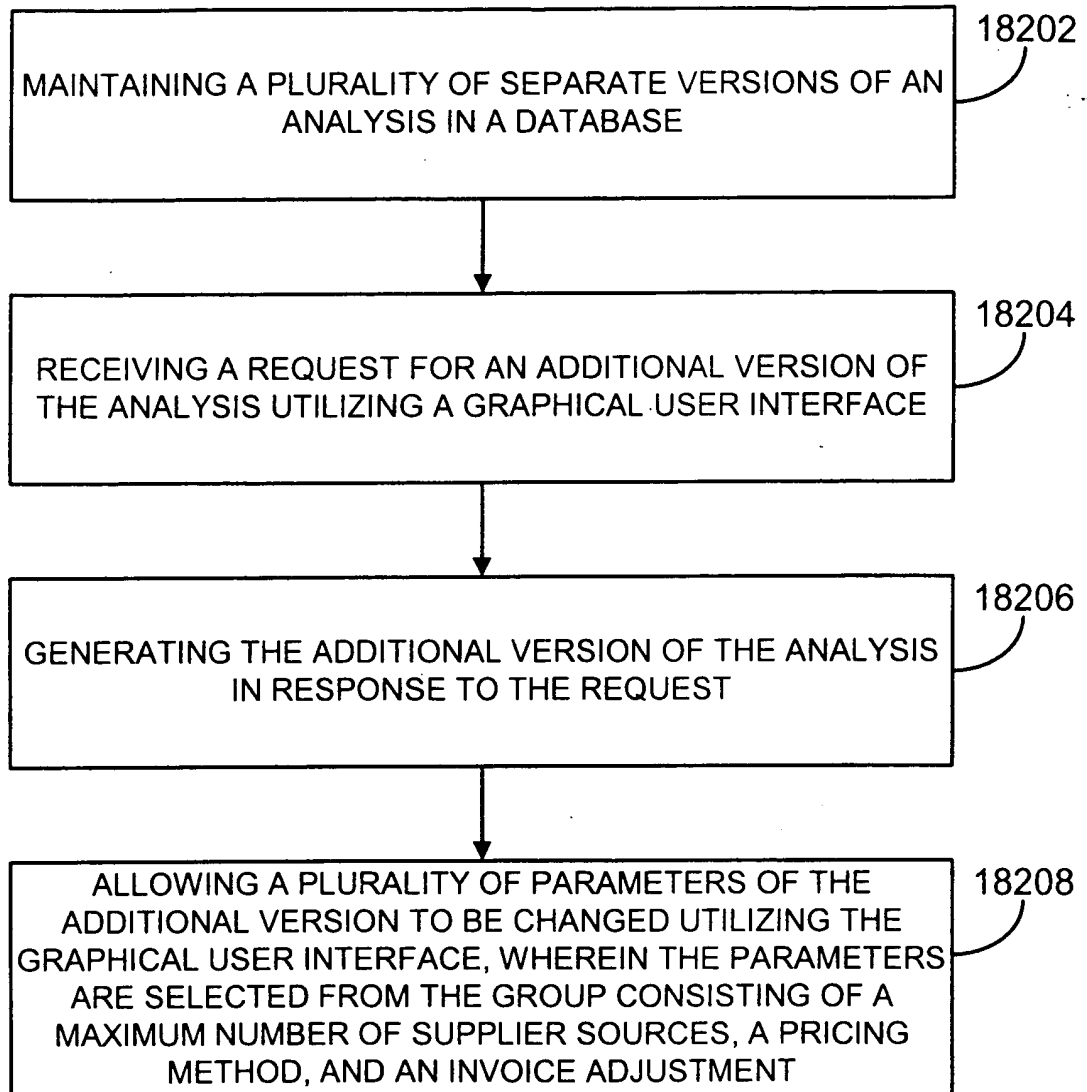 18202
MAINTAINING A PLURALITY OF SEPARATE VERSIONS OF AN
ANALYSIS IN A DATABASE
18204
RECEIVING A REQUEST FOR AN ADDITIONAL VERSION OF
THE ANALYSIS UTILIZING A GRAPHICAL USER INTERFACE
18206
GENERATING THE ADDITIONAL VERSION OF THE ANALYSIS
IN RESPONSE TO THE REQUEST
18208
ALLOWING A PLURALITY OF PARAMETERS OF THE
ADDITIONAL VERSION TO BE CHANGED UTILIZING THE
GRAPHICAL USER INTERFACE, WHEREIN THE PARAMETERS
ARE SELECTED FROM THE GROUP CONSISTING OF A
MAXIMUM NUMBER OF SUPPLIER SOURCES, A PRICING
METHOD, AND AN INVOICE ADJUSTMENT